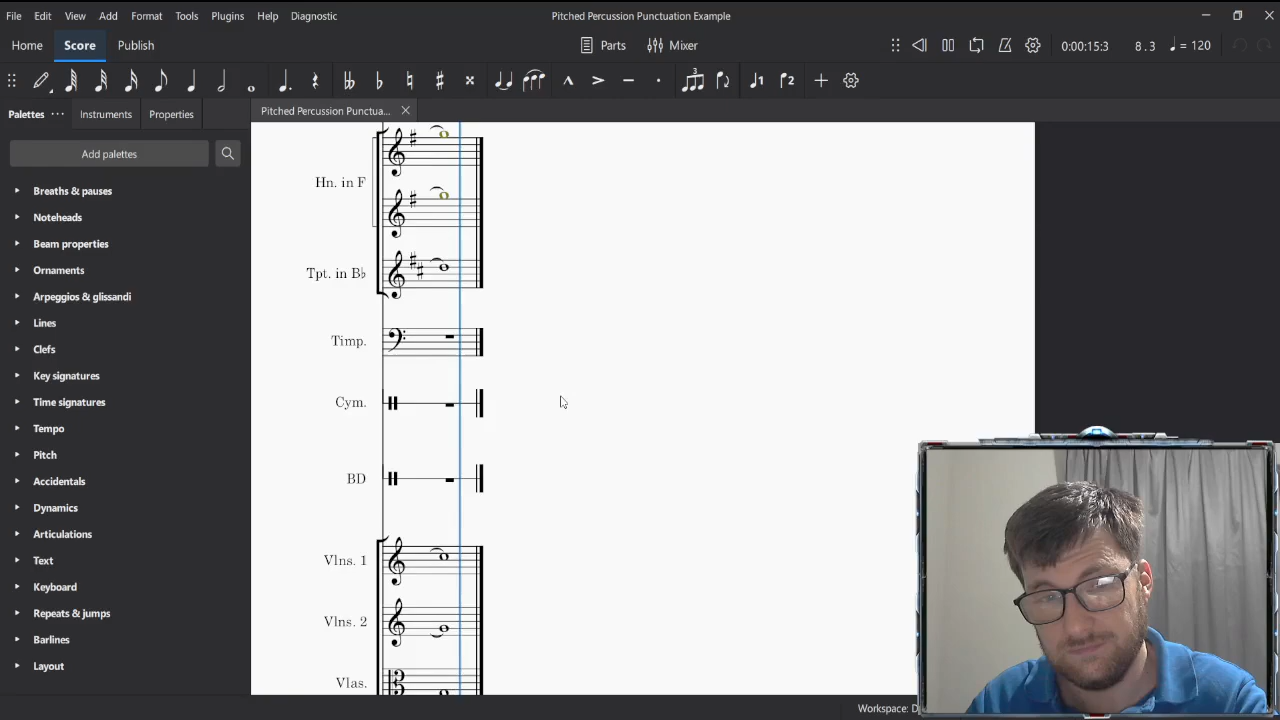 File Edit View Add Format Tools Plugins Help Diagnostic Pitched Percussion Punctuation Example
Home Score Publish Parts Mixer 0:00:15:3 8 . 3 = 120
3 1 2
Palettes Instruments Properties Pitched Percussion Punctua...
Add palettes
Breaths & pauses
Noteheads
Beam properties
Ornaments
Arpeggios & glissandi
Lines
Clefs
Key signatures
Time signatures
Tempo
Pitch
Accidentals
Dynamics
Articulations
Text
Keyboard
Repeats & jumps
Barlines
Layout
Hn. in F
Tpt. in B♭
Timp.
Cym.
BD
Vlns. 1
Vlns. 2
Vlas.
Workspace: D